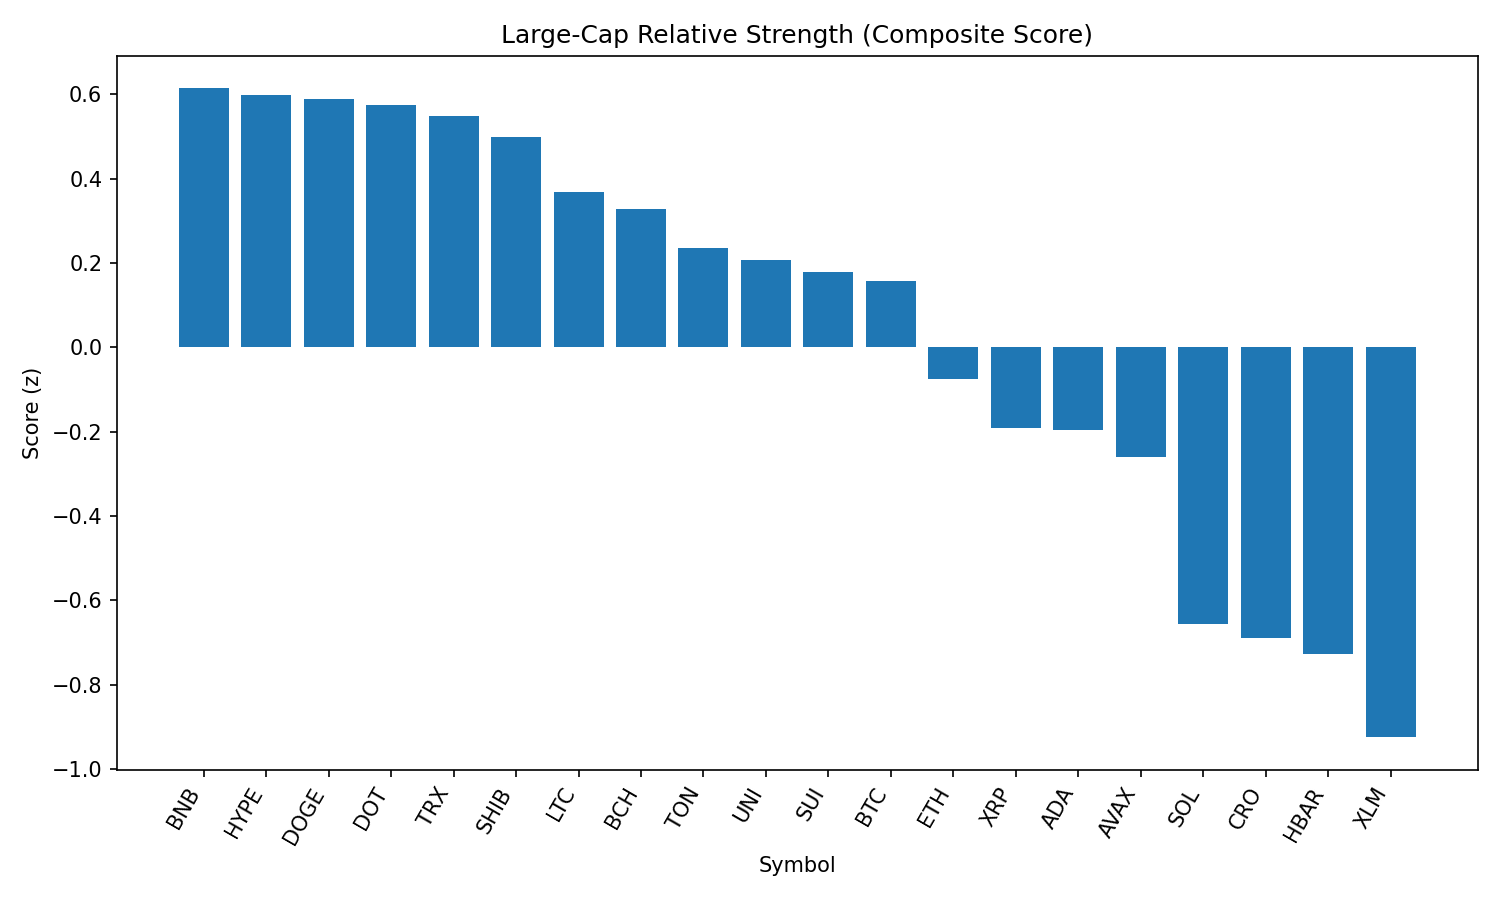 Large-Cap Relative Strength (Composite Score)
0.6
0.4
0.2
0.0
−0.2
−0.4
−0.6
−0.8
−1.0
Score (z)
BNB
HYPE
DOGE
DOT
TRX
SHIB
LTC
BCH
TON
UNI
SUI
BTC
ETH
XRP
ADA
AVAX
SOL
CRO
HBAR
XLM
Symbol